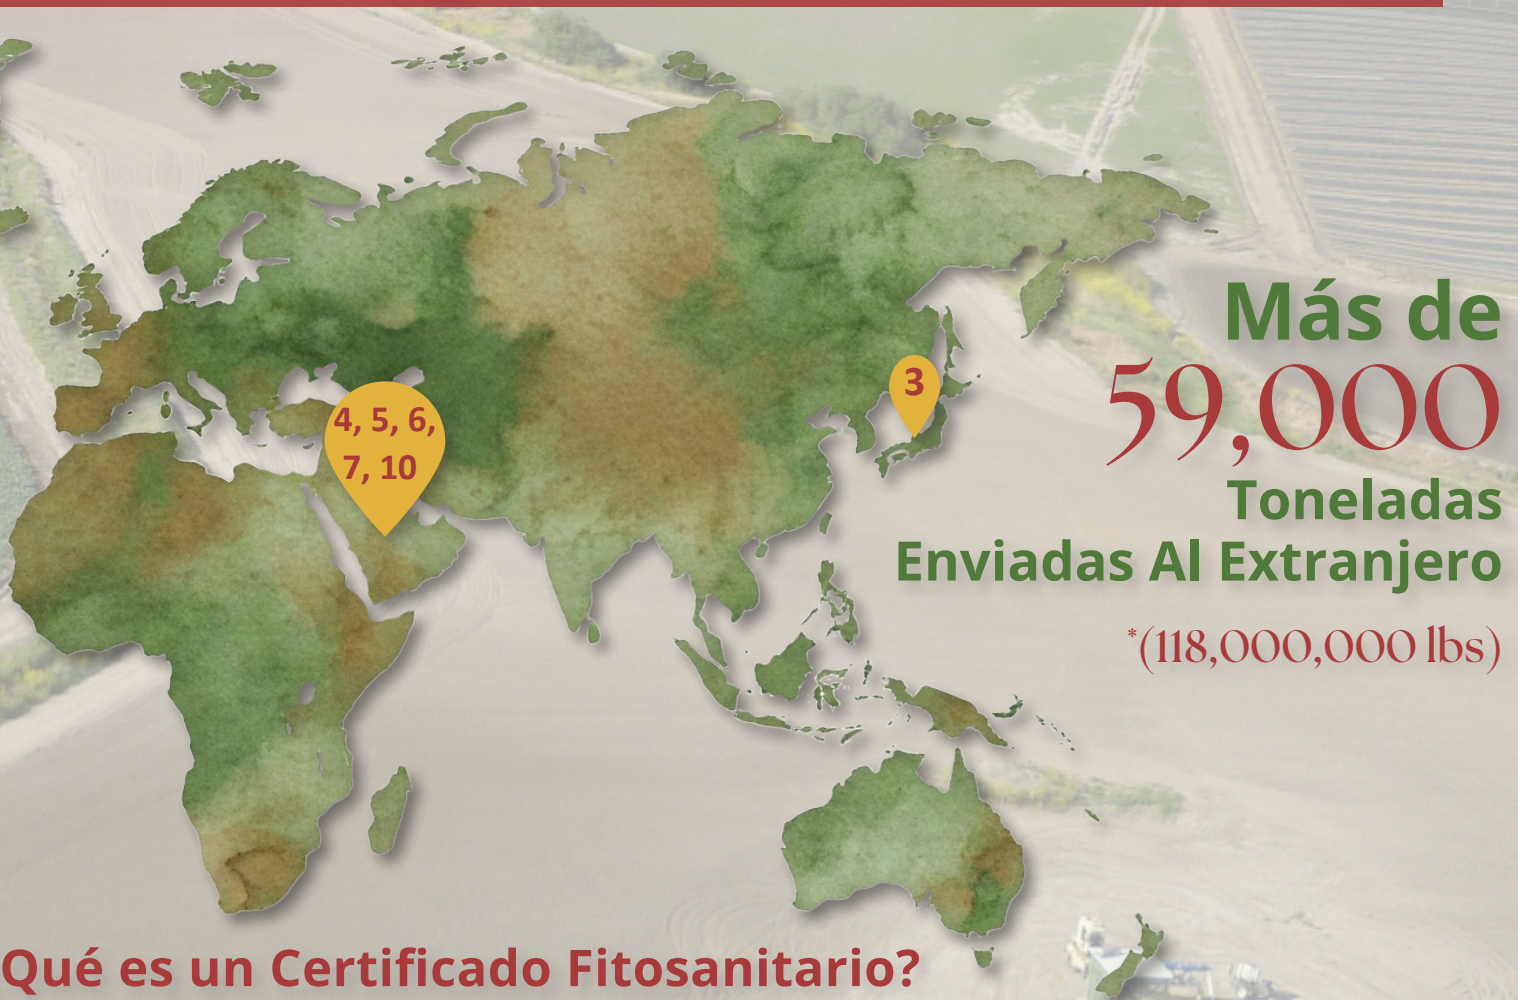 Más de
59,000
Toneladas
Enviadas Al Extranjero
*(118,000,000 lbs)
3
4, 5, 6,
7, 10
Qué es un Certificado Fitosanitario?